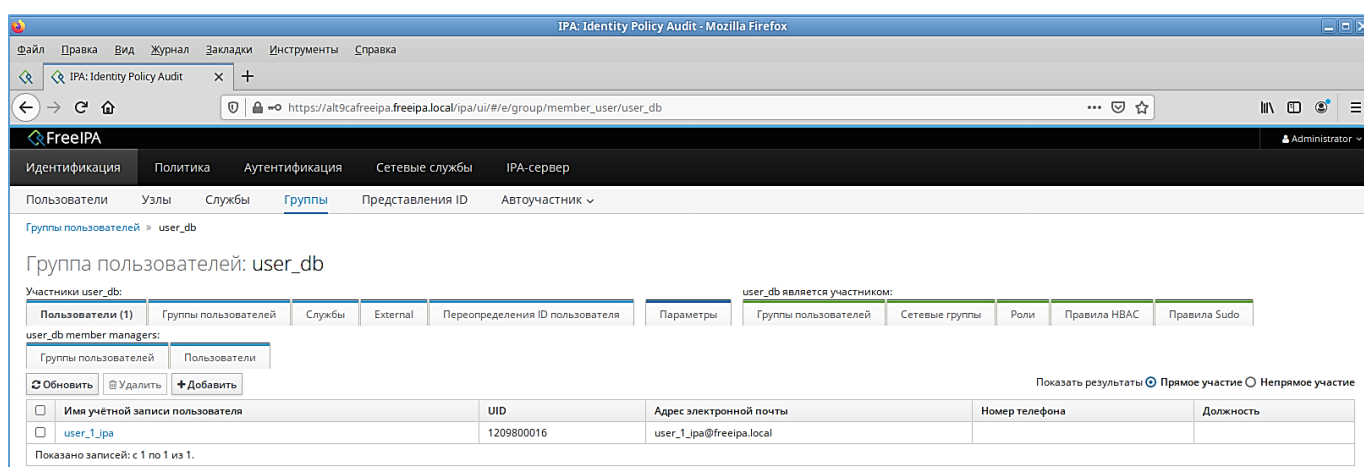 IPA: Identity Policy Audit - Mozilla Firefox
Файл Правка Вид Журнал Закладки Инструменты Справка
IPA: Identity Policy Audit
https://alt9cafreeipa.freeipa.local/ipa/ui/#/e/group/member_user/user_db
FreeIPA Administrator
Идентификация Политика Аутентификация Сетевые службы IPA-сервер
Пользователи Узлы Службы Группы Представления ID Автоучастник
Группы пользователей » user_db
Группа пользователей: user_db
Участники user_db: user_db является участником:
Пользователи (1) Группы пользователей Службы External Переопределения ID пользователя Параметры Группы пользователей Сетевые группы Роли Правила HBAC Правила Sudo
user_db member managers:
Группы пользователей Пользователи
Обновить Удалить Добавить Показать результаты Прямое участие Непрямое участие
Имя учётной записи пользователя UID Адрес электронной почты Номер телефона Должность
user_1_ipa 1209800016 user_1_ipa@freeipa.local
Показано записей: с 1 по 1 из 1.